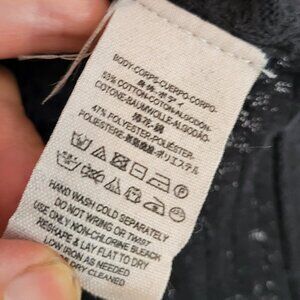 BODY-CORPS-CUERPO-CORPO-
53% COTTON-COTON-ALGODÓN-
COTONE-BAUMWOLLE-ALGODAO-
47% POLYESTER-POLYESTER-
HAND WASH COLD SEPARATELY
DO NOT WRING OR TWIST
USE ONLY NON-CHLORINE BLEACH
RESHAPE & LAY FLAT TO DRY
LOW IRON AS NEEDED
DRY CLEANED